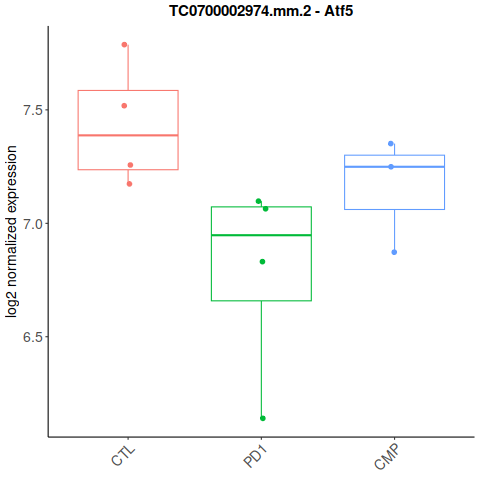 TC0700002974.mm.2 - Atf5
log2 normalized expression
7.5
7.0
6.5
CTL
PD1
CMP